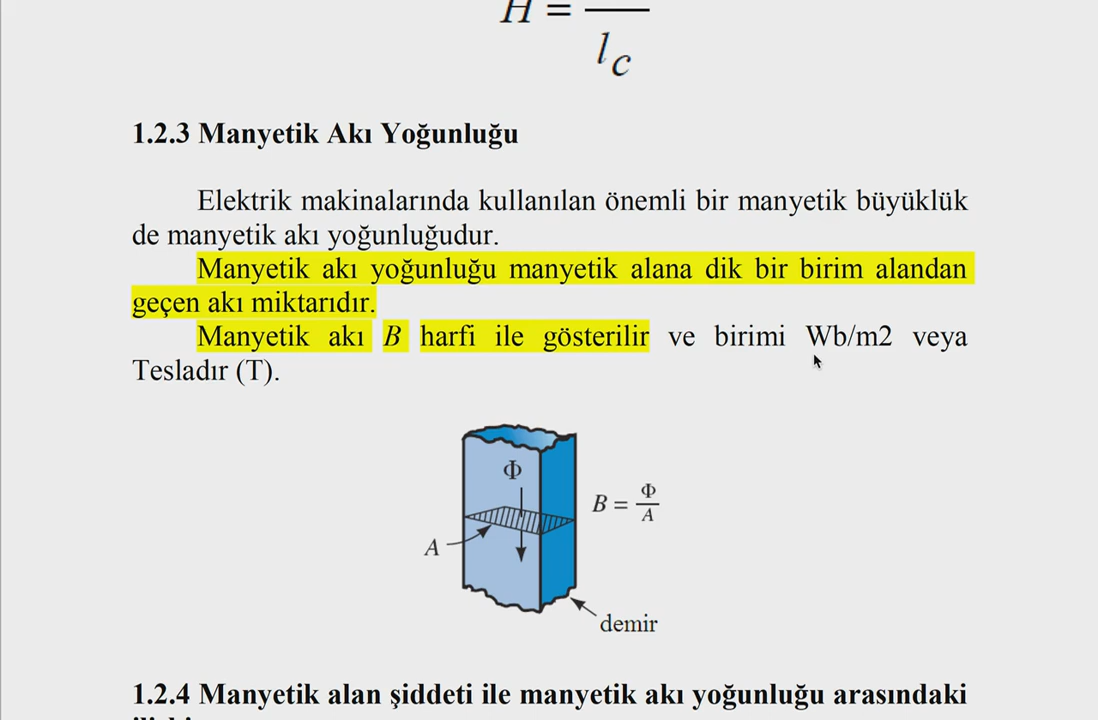 H =
l_C
1.2.3 Manyetik Akı Yoğunluğu
Elektrik makinalarında kullanılan önemli bir manyetik büyüklük
de manyetik akı yoğunluğudur.
Manyetik akı yoğunluğu manyetik alana dik bir birim alandan
geçen akı miktarıdır.
Manyetik akı B harfi ile gösterilir ve birimi Wb/m2 veya
Tesladır (T).
Φ
B = Φ/A
A
demir
1.2.4 Manyetik alan şiddeti ile manyetik akı yoğunluğu arasındaki